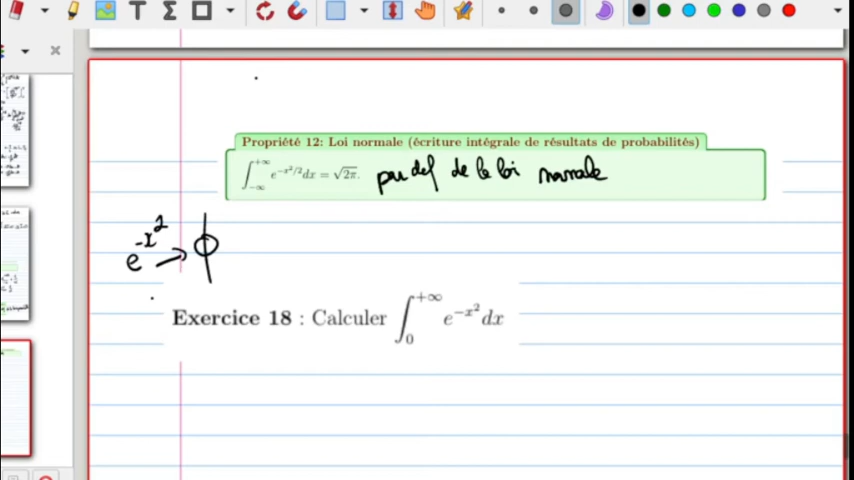 Propriété 12: Loi normale (écriture intégrale de résultats de probabilités)
∫_{-∞}^{+∞} e^{-x²/2}dx = √2π. par def de la loi normale
e^{-x²} → ϕ
Exercice 18 : Calculer ∫_0^{+∞} e^{-x²} dx